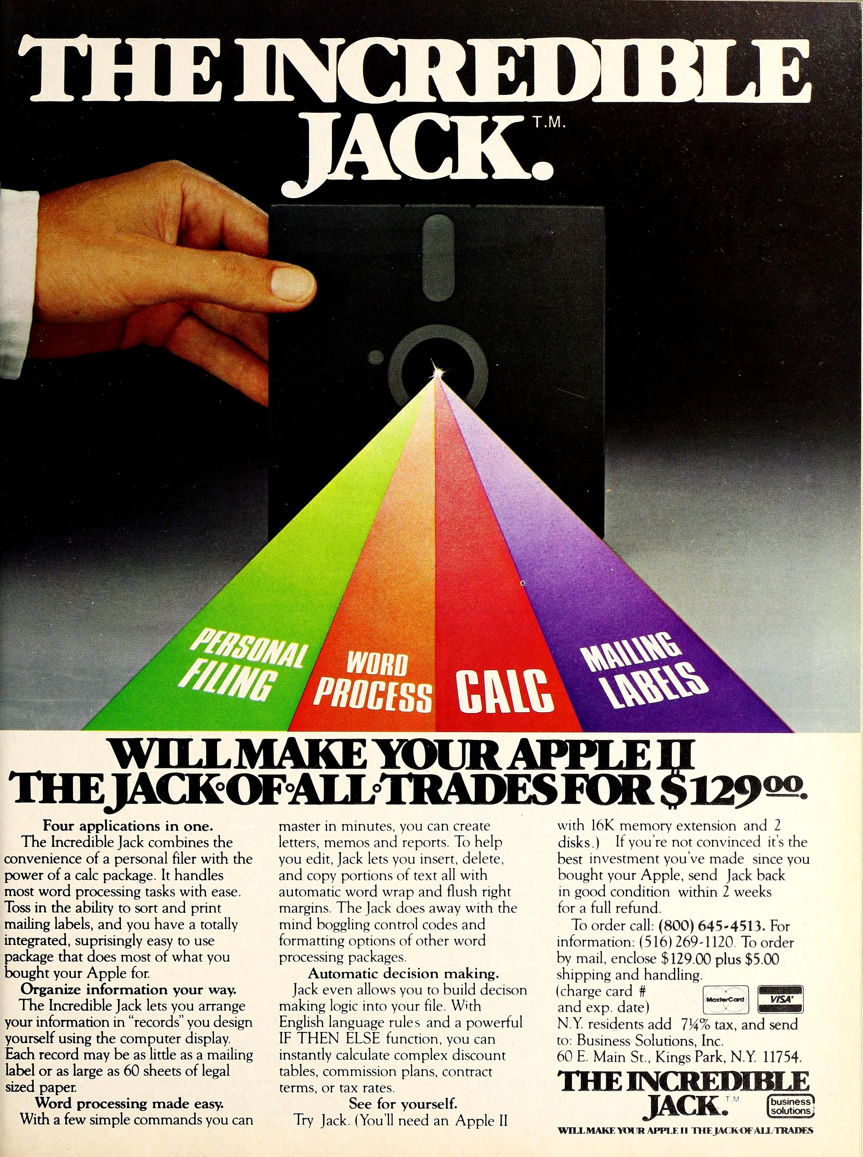 THE INCREDIBLE
JACK.
T.M.
PERSONAL
FILING
WORD
PROCESS
CALC
MAILING
LABELS
WILL MAKE YOUR APPLE II
THE JACK•OF•ALL•TRADES FOR $129⁰⁰.
Four applications in one.
The Incredible Jack combines the
convenience of a personal filer with the
power of a calc package. It handles
most word processing tasks with ease.
Toss in the ability to sort and print
mailing labels, and you have a totally
integrated, suprisingly easy to use
package that does most of what you
bought your Apple for.
Organize information your way.
The Incredible Jack lets you arrange
your information in “records” you design
yourself using the computer display.
Each record may be as little as a mailing
label or as large as 60 sheets of legal
sized paper.
Word processing made easy.
With a few simple commands you can
master in minutes, you can create
letters, memos and reports. To help
you edit, Jack lets you insert, delete,
and copy portions of text all with
automatic word wrap and flush right
margins. The Jack does away with the
mind boggling control codes and
formatting options of other word
processing packages.
Automatic decision making.
Jack even allows you to build decison
making logic into your file. With
English language rules and a powerful
IF THEN ELSE function, you can
instantly calculate complex discount
tables, commission plans, contract
terms, or tax rates.
See for yourself.
Try Jack. (You'll need an Apple II
with 16K memory extension and 2
disks.) If you're not convinced it's the
best investment you've made since you
bought your Apple, send Jack back
in good condition within 2 weeks
for a full refund.
To order call: (800) 645-4513. For
information: (516) 269-1120. To order
by mail, enclose $129.00 plus $5.00
shipping and handling.
(charge card #
and exp. date)
MasterCard
VISA®
N.Y. residents add 7¼% tax, and send
to: Business Solutions, Inc.
60 E. Main St., Kings Park, N.Y. 11754.
THE INCREDIBLE
JACK.
T.M.
business
solutions
WILL MAKE YOUR APPLE II THE JACK•OF•ALL•TRADES